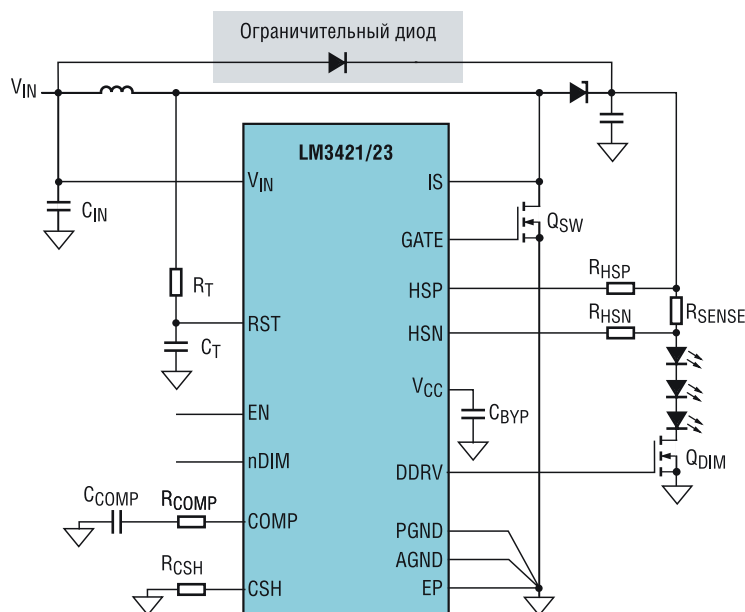 Ограничительный диод
VIN
LM3421/23
VIN
IS
CIN
QSW
GATE
RHSP
RT
HSP
RSENSE
RHSN
RST
HSN
CT
VCC
CBYP
EN
QDIM
nDIM
DDRV
CCOMP
RCOMP
COMP
PGND
AGND
RCSH
CSH
EP